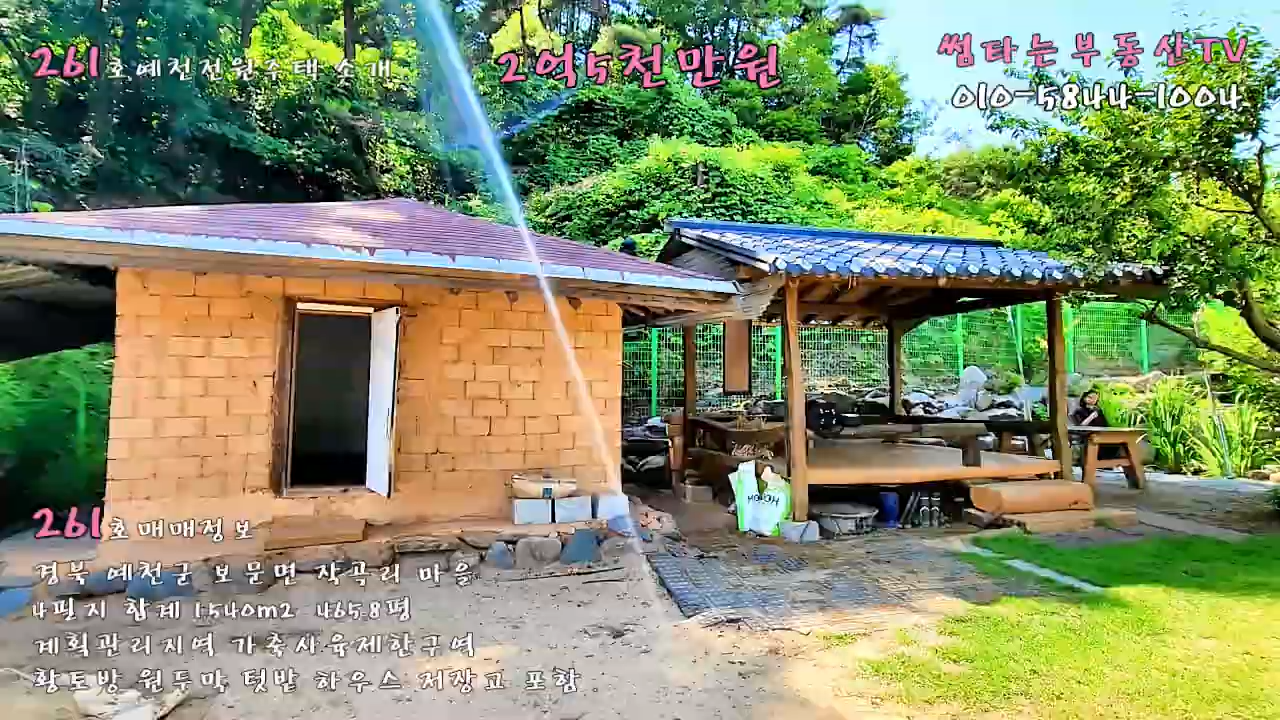 261호예천전원주택 소개
2억5천만원
썸타는부동산TV
010-5844-1004
261호매매정보
경북 예천군 보문면 작곡리 마을
4필지 합계 1540m2 465.8평
계획관리지역 가축사육제한구역
황토방 원두막 텃밭 하우스 저장고 포함